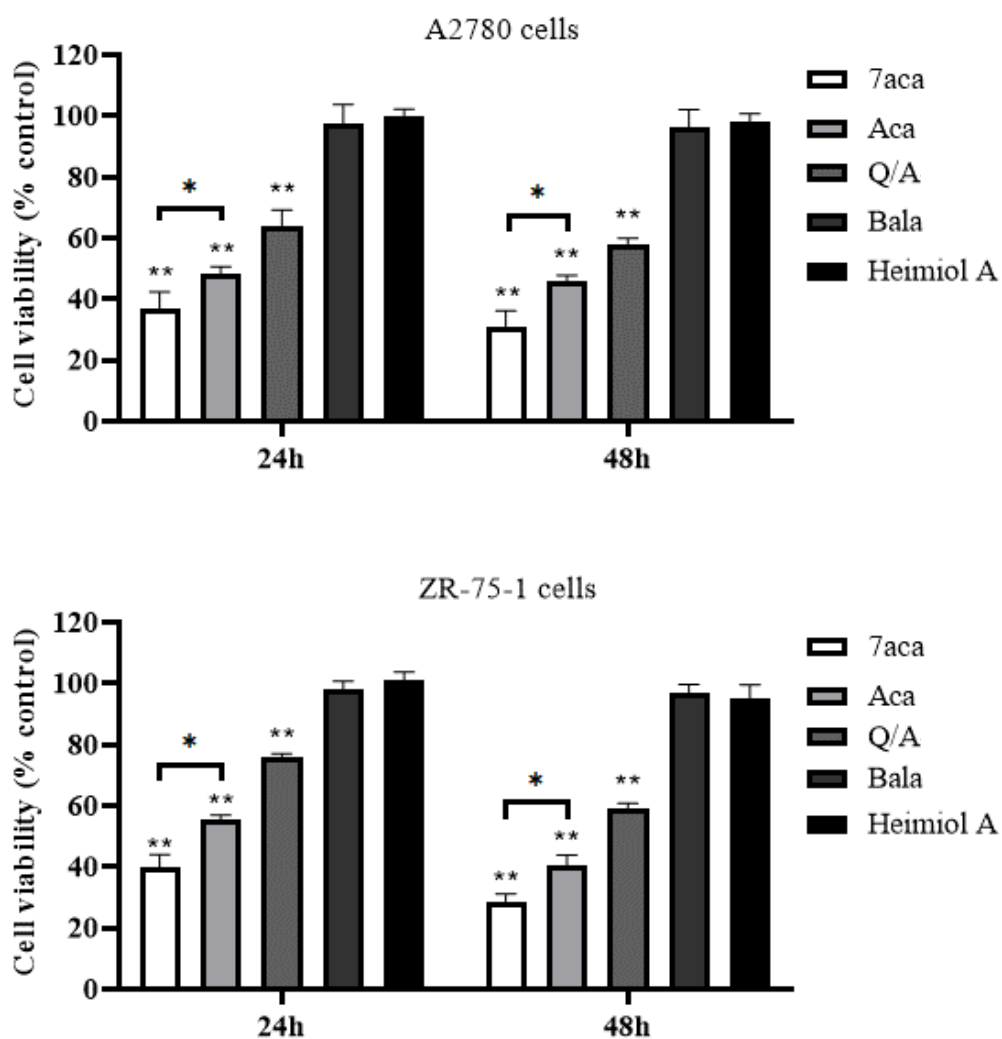 A2780 cells
Cell viability (% control)
120
100
80
60
40
20
0
*
**
**
**
*
**
**
**
24h
48h
7aca
Aca
Q/A
Bala
Heimiol A
ZR-75-1 cells
Cell viability (% control)
120
100
80
60
40
20
0
*
**
**
**
*
**
**
**
24h
48h
7aca
Aca
Q/A
Bala
Heimiol A